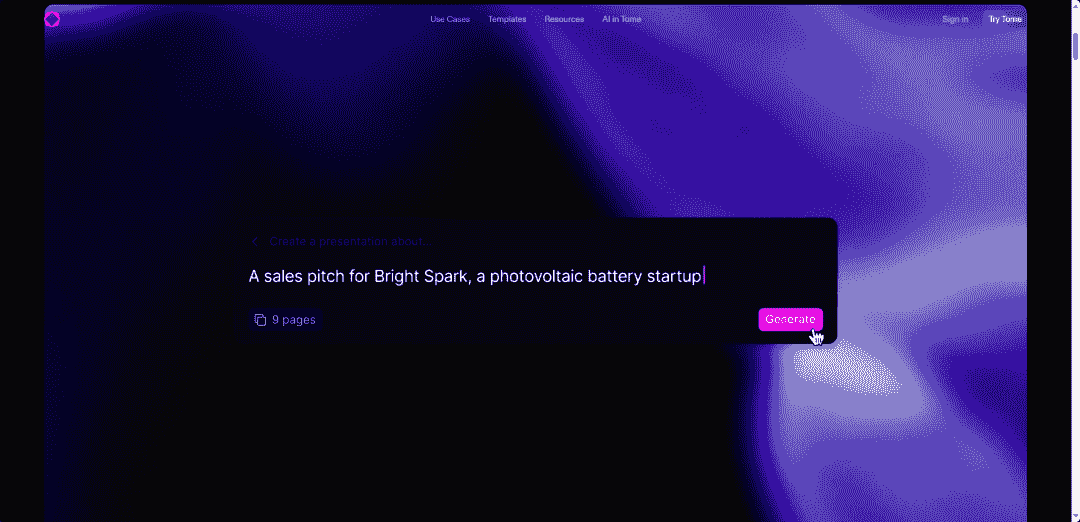 Use Cases Templates Resources AI in Tome Sign in Try Tome
Create a presentation about...
A sales pitch for Bright Spark, a photovoltaic battery startup
9 pages Generate